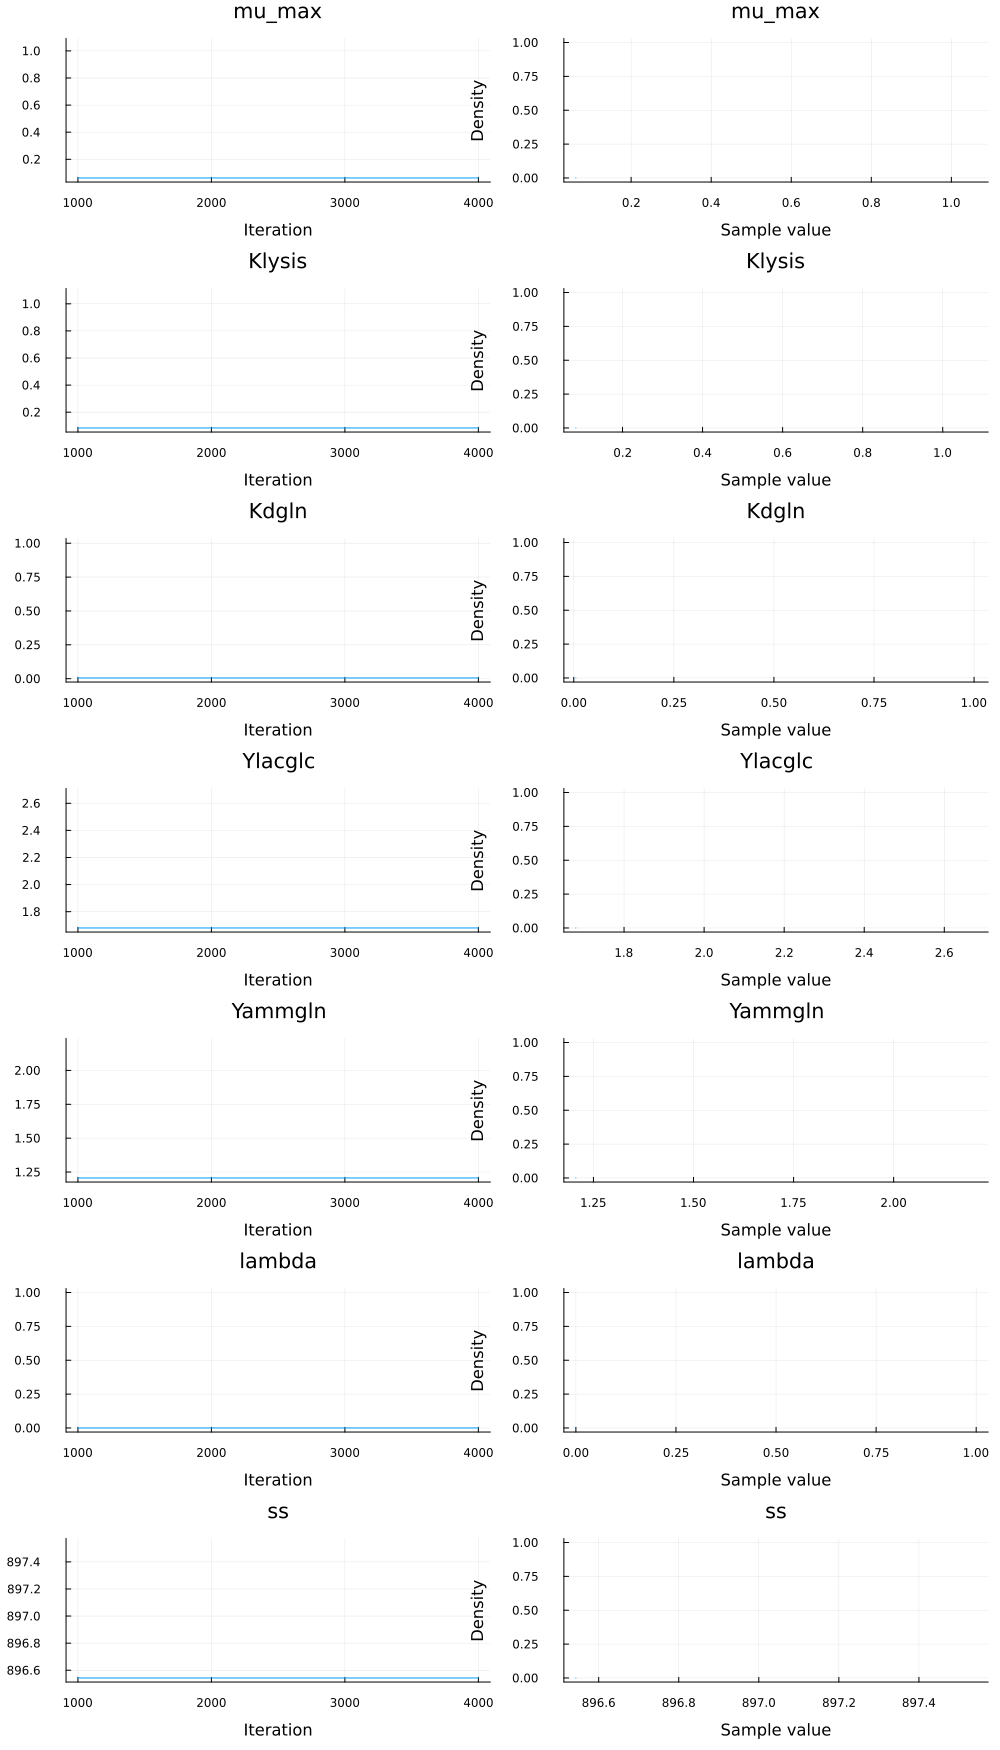 mu_max
mu_max
1.0
0.8
0.6
0.4
0.2
1000 2000 3000 4000
Iteration
Density
1.00
0.75
0.50
0.25
0.00
0.2 0.4 0.6 0.8 1.0
Sample value
Klysis
Klysis
1.0
0.8
0.6
0.4
0.2
1000 2000 3000 4000
Iteration
Density
1.00
0.75
0.50
0.25
0.00
0.2 0.4 0.6 0.8 1.0
Sample value
Kdgln
Kdgln
1.00
0.75
0.50
0.25
0.00
1000 2000 3000 4000
Iteration
Density
1.00
0.75
0.50
0.25
0.00
0.00 0.25 0.50 0.75 1.00
Sample value
Ylacglc
Ylacglc
2.6
2.4
2.2
2.0
1.8
1000 2000 3000 4000
Iteration
Density
1.00
0.75
0.50
0.25
0.00
1.8 2.0 2.2 2.4 2.6
Sample value
Yammgln
Yammgln
2.00
1.75
1.50
1.25
1000 2000 3000 4000
Iteration
Density
1.00
0.75
0.50
0.25
0.00
1.25 1.50 1.75 2.00
Sample value
lambda
lambda
1.00
0.75
0.50
0.25
0.00
1000 2000 3000 4000
Iteration
Density
1.00
0.75
0.50
0.25
0.00
0.00 0.25 0.50 0.75 1.00
Sample value
ss
ss
897.4
897.2
897.0
896.8
896.6
1000 2000 3000 4000
Iteration
Density
1.00
0.75
0.50
0.25
0.00
896.6 896.8 897.0 897.2 897.4
Sample value